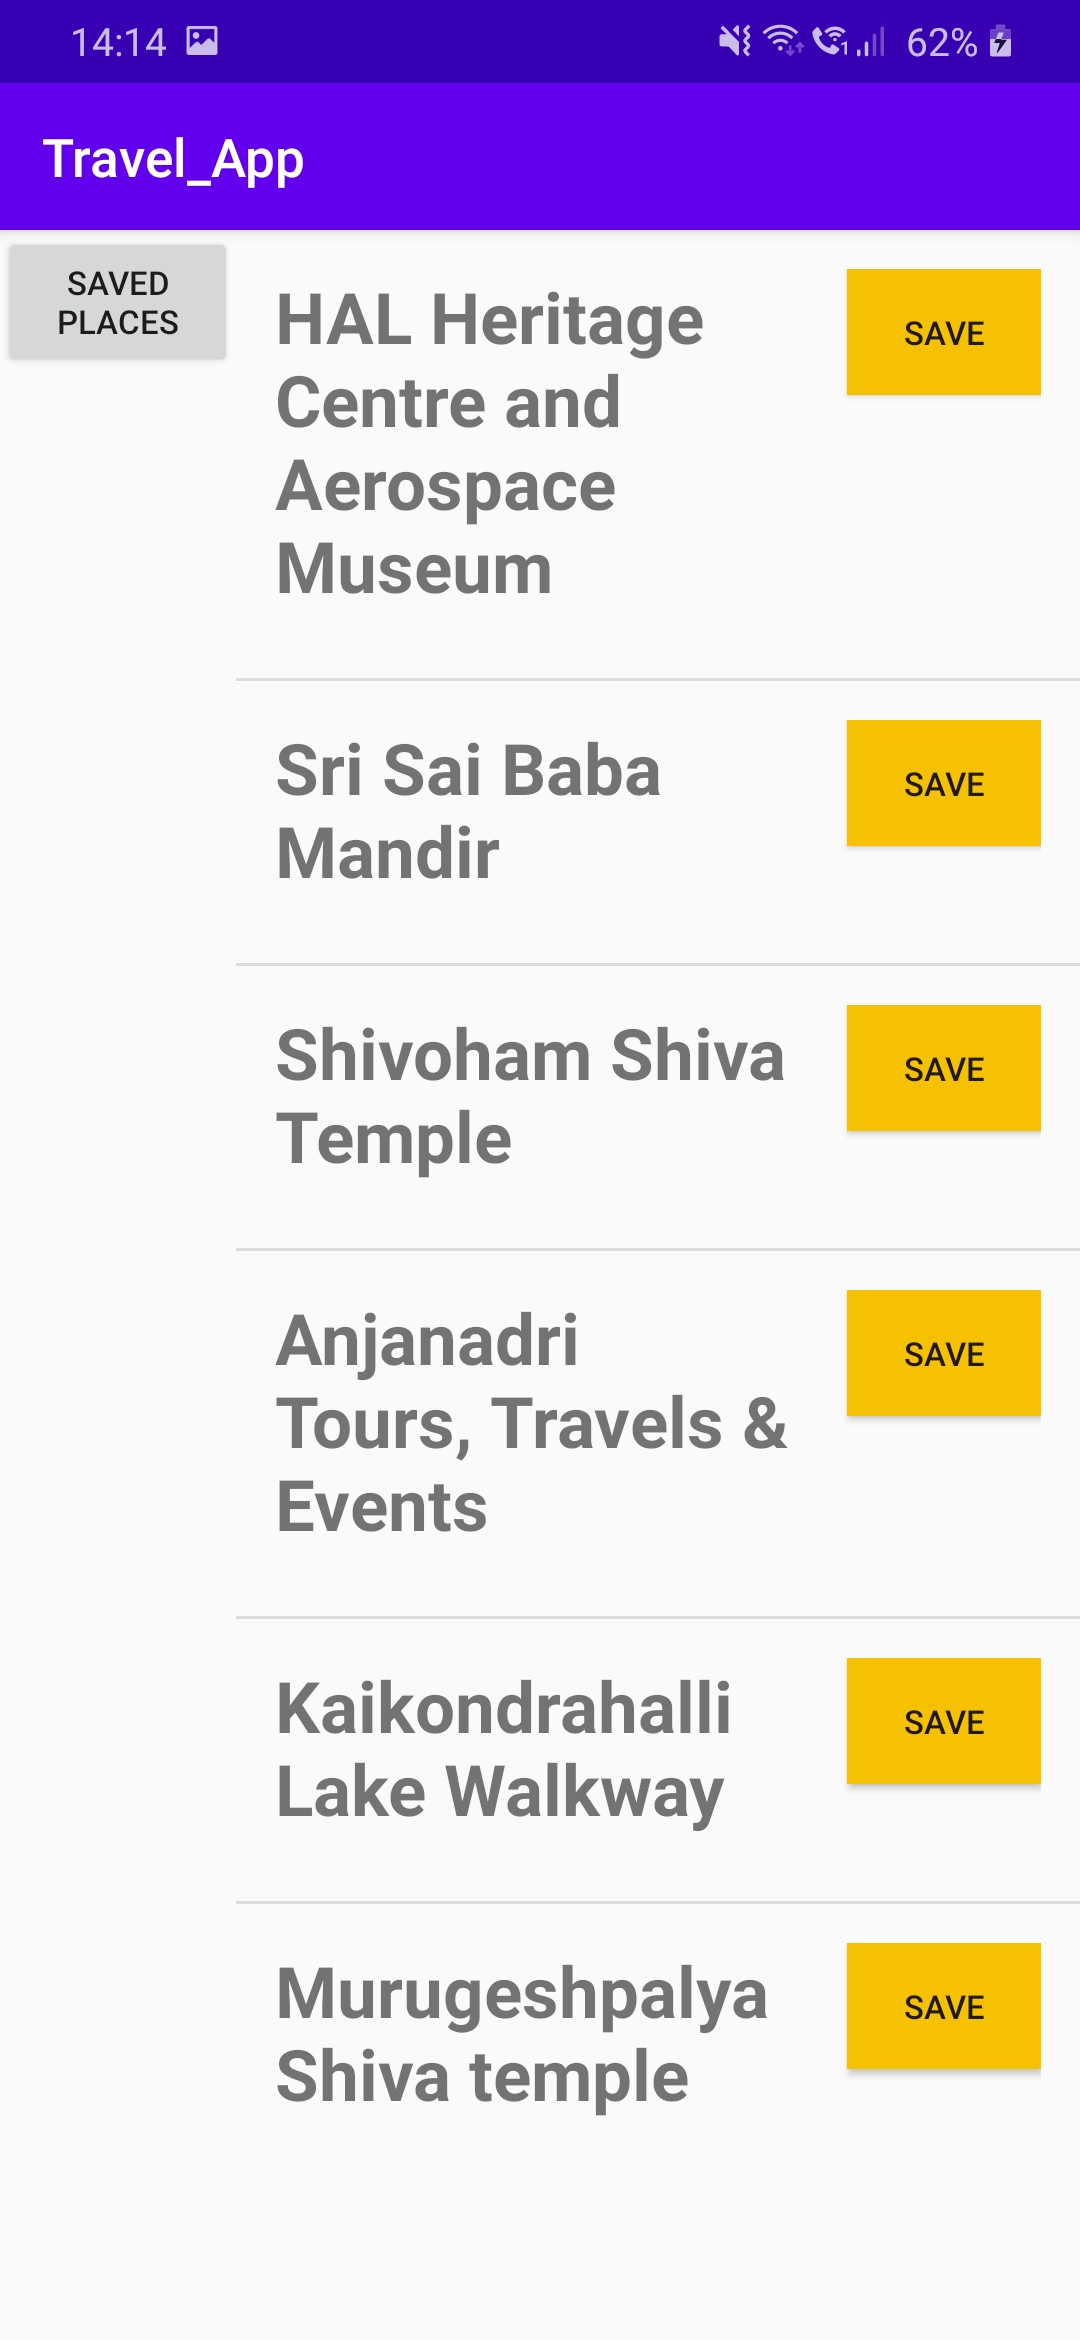 14:14
62%
Travel_App
SAVED
PLACES
HAL Heritage
Centre and
Aerospace
Museum
SAVE
Sri Sai Baba
Mandir
SAVE
Shivoham Shiva
Temple
SAVE
Anjanadri
Tours, Travels &
Events
SAVE
Kaikondrahalli
Lake Walkway
SAVE
Murugeshpalya
Shiva temple
SAVE